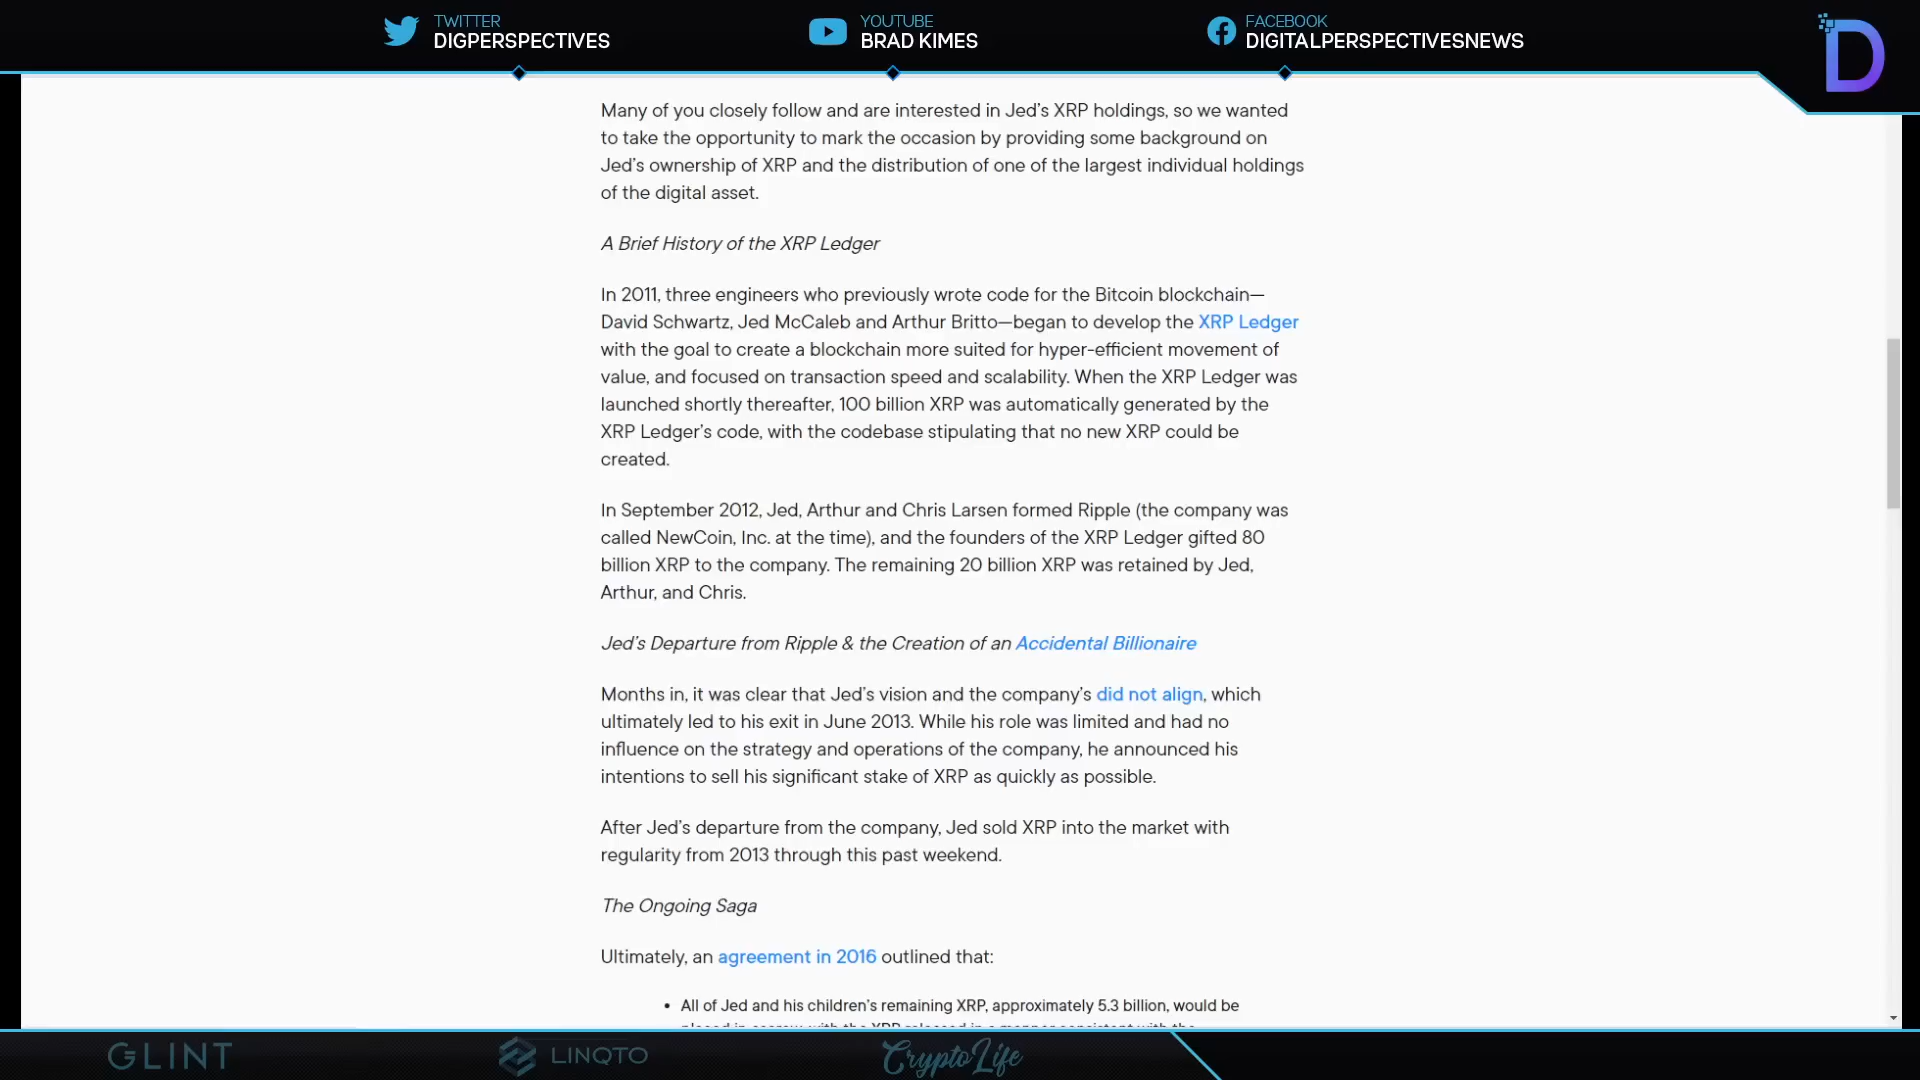 TWITTER
DIGPERSPECTIVES
YOUTUBE
BRAD KIMES
FACEBOOK
DIGITALPERSPECTIVESNEWS
D
Many of you closely follow and are interested in Jed’s XRP holdings, so we wanted
to take the opportunity to mark the occasion by providing some background on
Jed’s ownership of XRP and the distribution of one of the largest individual holdings
of the digital asset.
A Brief History of the XRP Ledger
In 2011, three engineers who previously wrote code for the Bitcoin blockchain—
David Schwartz, Jed McCaleb and Arthur Britto—began to develop the XRP Ledger
with the goal to create a blockchain more suited for hyper-efficient movement of
value, and focused on transaction speed and scalability. When the XRP Ledger was
launched shortly thereafter, 100 billion XRP was automatically generated by the
XRP Ledger’s code, with the codebase stipulating that no new XRP could be
created.
In September 2012, Jed, Arthur and Chris Larsen formed Ripple (the company was
called NewCoin, Inc. at the time), and the founders of the XRP Ledger gifted 80
billion XRP to the company. The remaining 20 billion XRP was retained by Jed,
Arthur, and Chris.
Jed’s Departure from Ripple & the Creation of an Accidental Billionaire
Months in, it was clear that Jed’s vision and the company’s did not align, which
ultimately led to his exit in June 2013. While his role was limited and had no
influence on the strategy and operations of the company, he announced his
intentions to sell his significant stake of XRP as quickly as possible.
After Jed’s departure from the company, Jed sold XRP into the market with
regularity from 2013 through this past weekend.
The Ongoing Saga
Ultimately, an agreement in 2016 outlined that:
• All of Jed and his children’s remaining XRP, approximately 5.3 billion, would be
GLINT
LINQTO
CryptoLife